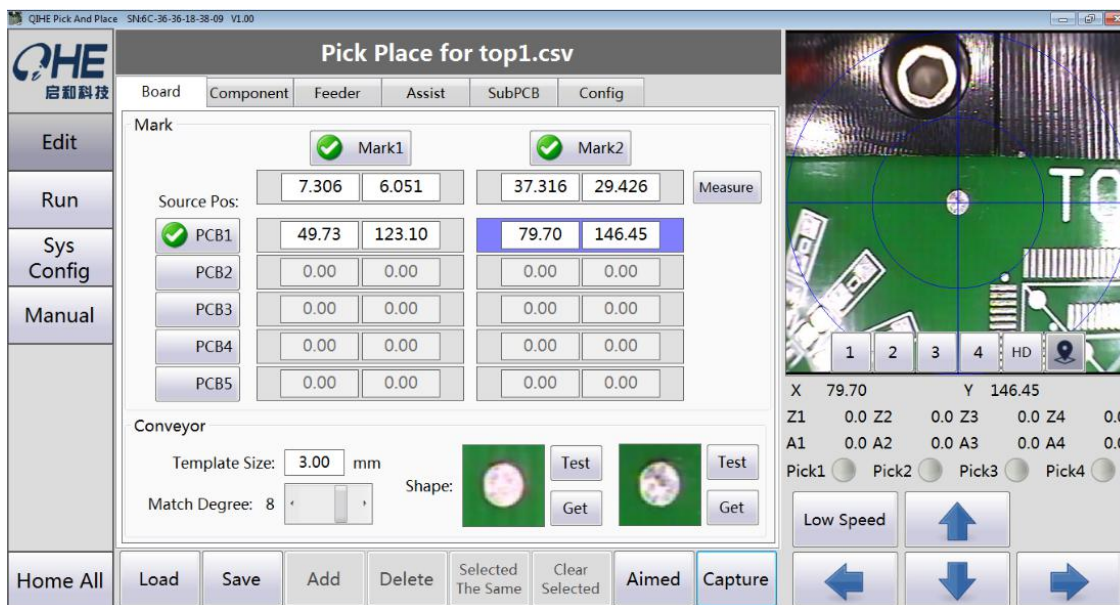 QIHE Pick And Place SN:6C-36-36-18-38-09 V1.00
QiHE
启和科技
Pick Place for top1.csv
Board Component Feeder Assist SubPCB Config
Edit
Run
Sys
Config
Manual
Home All
Mark
Mark1 Mark2
Source Pos: 7.306 6.051 37.316 29.426 Measure
PCB1 49.73 123.10 79.70 146.45
PCB2 0.00 0.00 0.00 0.00
PCB3 0.00 0.00 0.00 0.00
PCB4 0.00 0.00 0.00 0.00
PCB5 0.00 0.00 0.00 0.00
Conveyor
Template Size: 3.00 mm
Match Degree: 8
Shape:
Test Test
Get Get
Load Save Add Delete Selected The Same Clear Selected Aimed Capture
TO
1 2 3 4 HD
X 79.70 Y 146.45
Z1 0.0 Z2 0.0 Z3 0.0 Z4 0.
A1 0.0 A2 0.0 A3 0.0 A4 0.
Pick1 Pick2 Pick3 Pick4
Low Speed